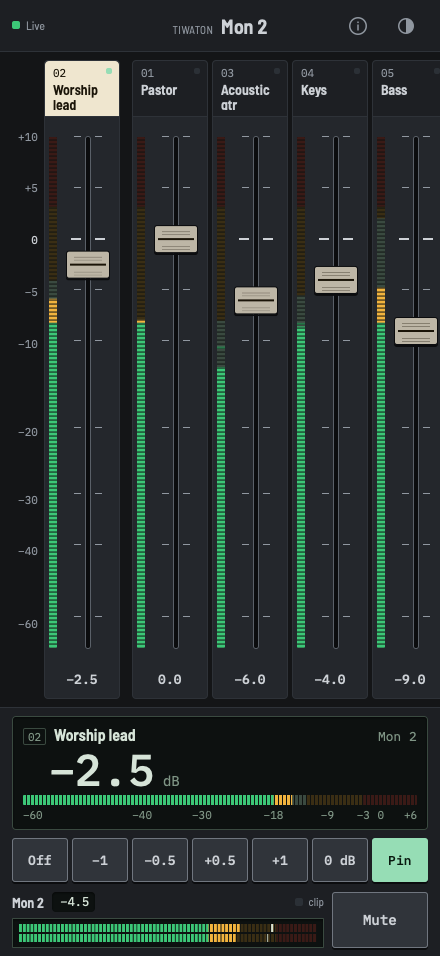 Live
TIWATON Mon 2
02
Worship
lead
01
Pastor
03
Acoustic
gtr
04
Keys
05
Bass
+10
+5
0
−5
−10
−20
−30
−40
−60
−2.5
0.0
−6.0
−4.0
−9.0
02 Worship lead Mon 2
−2.5 dB
−60 −40 −30 −18 −9 −3 0 +6
Off −1 −0.5 +0.5 +1 0 dB Pin
Mon 2 −4.5 clip
Mute